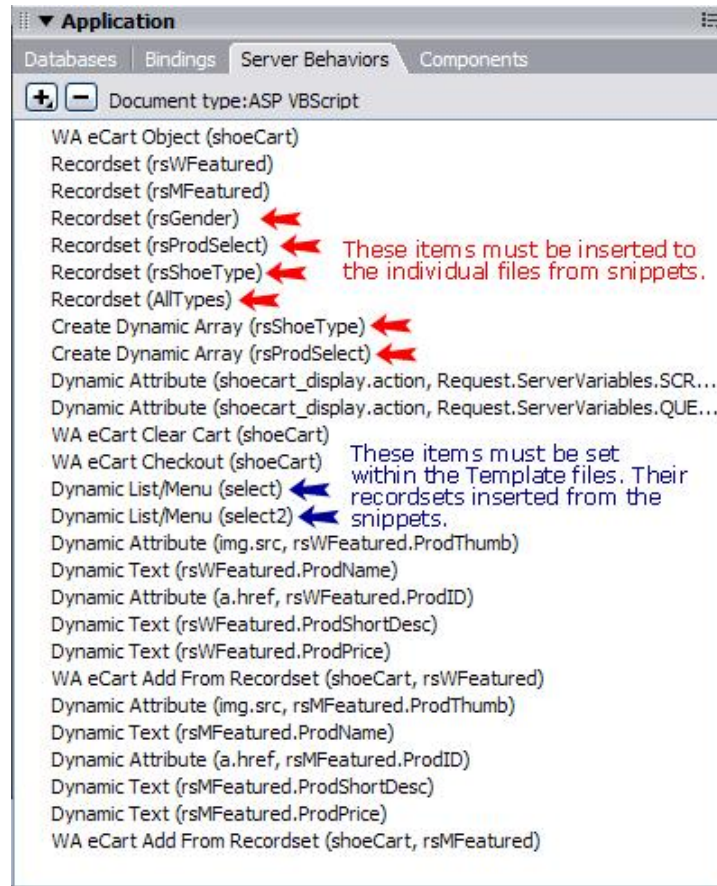 Application
Databases Bindings Server Behaviors Components
Document type:ASP VBScript
WA eCart Object (shoeCart)
Recordset (rsWFeatured)
Recordset (rsMFeatured)
Recordset (rsGender)
Recordset (rsProdSelect)
Recordset (rsShoeType)
Recordset (AllTypes)
These items must be inserted to
the individual files from snippets.
Create Dynamic Array (rsShoeType)
Create Dynamic Array (rsProdSelect)
Dynamic Attribute (shoecart_display.action, Request.ServerVariables.SCR...
Dynamic Attribute (shoecart_display.action, Request.ServerVariables.QUE...
WA eCart Clear Cart (shoeCart)
WA eCart Checkout (shoeCart)
Dynamic List/Menu (select)
Dynamic List/Menu (select2)
These items must be set
within the Template files. Their
recordsets inserted from the
snippets.
Dynamic Attribute (img.src, rsWFeatured.ProdThumb)
Dynamic Text (rsWFeatured.ProdName)
Dynamic Attribute (a.href, rsWFeatured.ProdID)
Dynamic Text (rsWFeatured.ProdShortDesc)
Dynamic Text (rsWFeatured.ProdPrice)
WA eCart Add From Recordset (shoeCart, rsWFeatured)
Dynamic Attribute (img.src, rsMFeatured.ProdThumb)
Dynamic Text (rsMFeatured.ProdName)
Dynamic Attribute (a.href, rsMFeatured.ProdID)
Dynamic Text (rsMFeatured.ProdShortDesc)
Dynamic Text (rsMFeatured.ProdPrice)
WA eCart Add From Recordset (shoeCart, rsMFeatured)